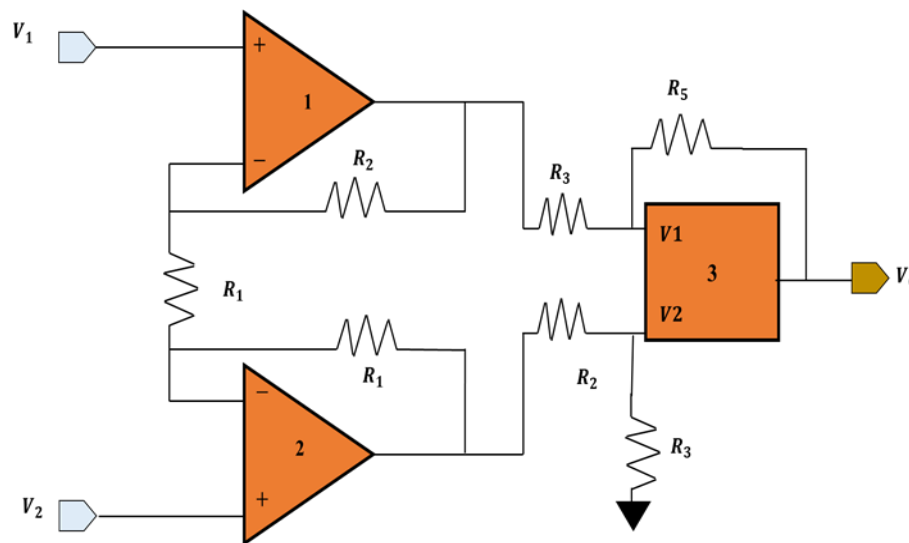 V₁
+
1
−
R₂
R₅
R₃
V1
3
V2
R₁
R₁
R₂
−
2
+
R₃
V₂